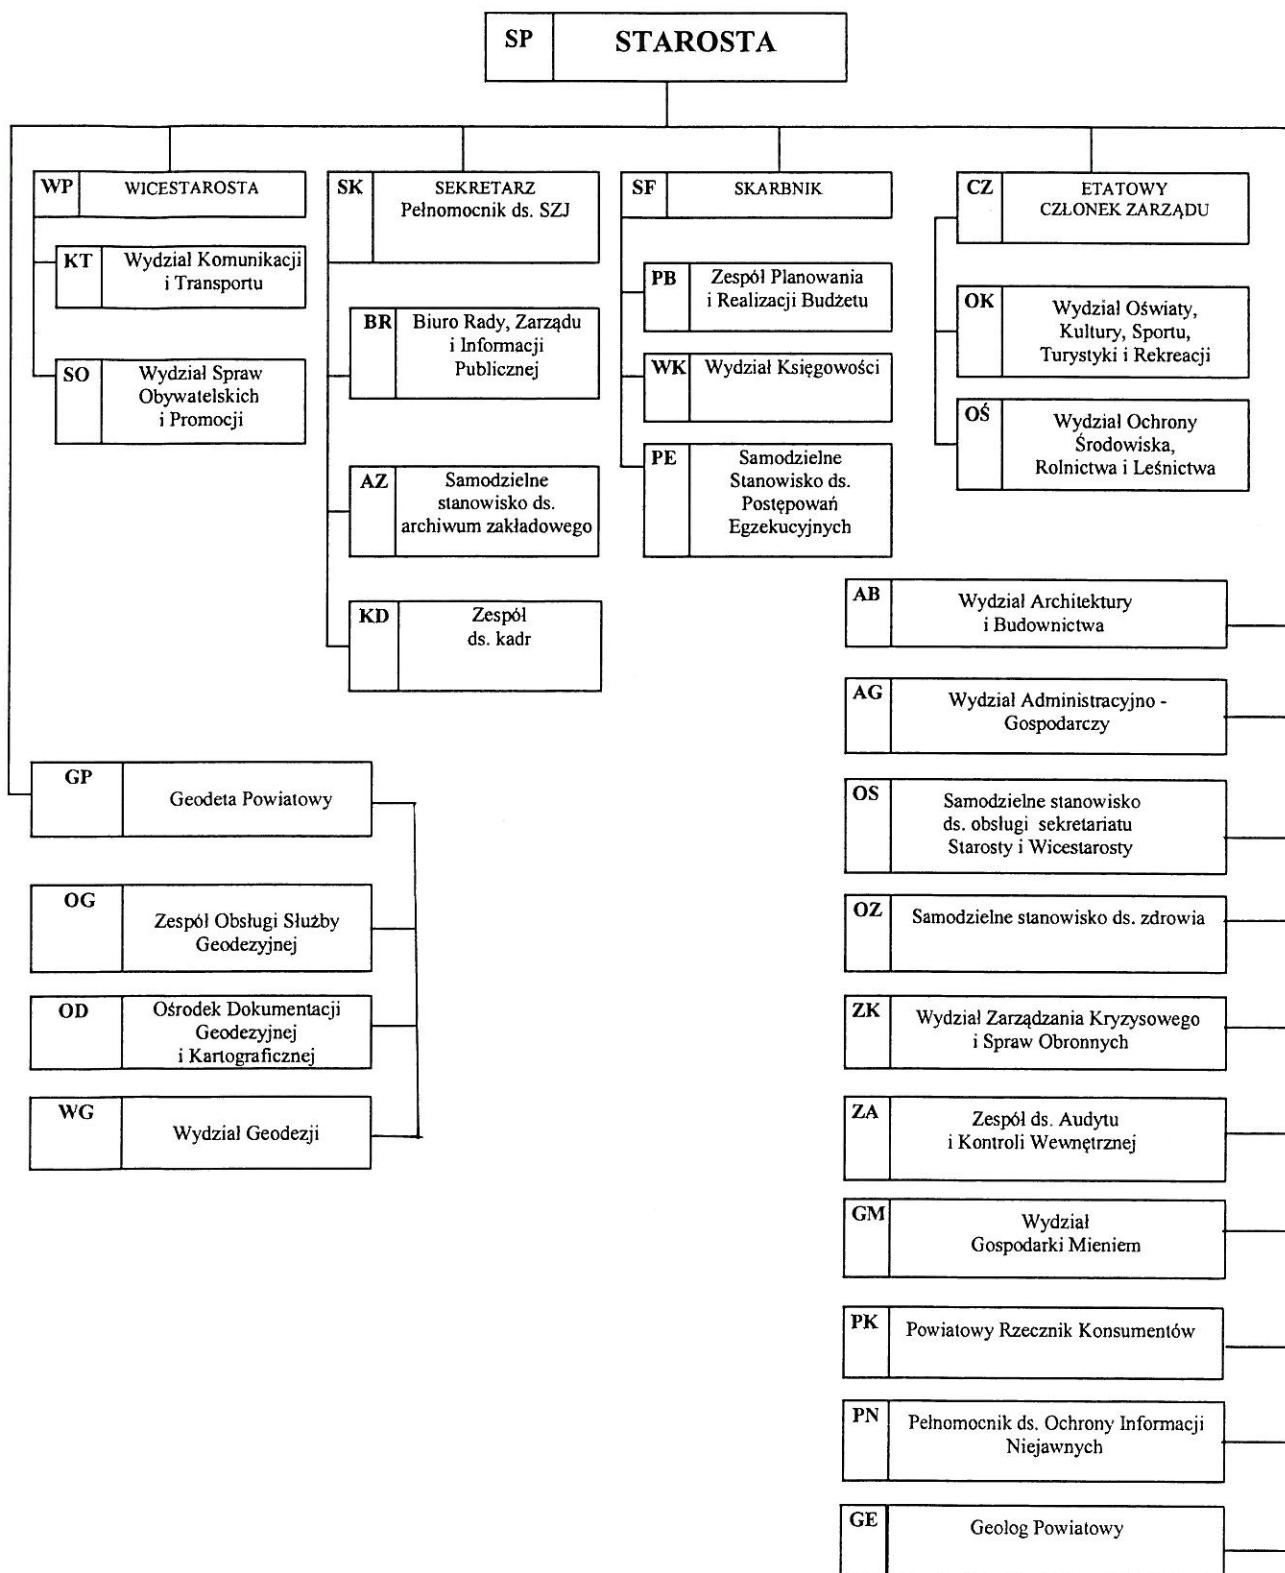 SP STAROSTA
WP WICESTAROSTA
KT Wydział Komunikacji
i Transportu
SO Wydział Spraw
Obywatelskich
i Promocji
SK SEKRETARZ
Pełnomocnik ds. SZJ
BR Biuro Rady, Zarządu
i Informacji
Publicznej
AZ Samodzielne
stanowisko ds.
archiwum zakładowego
KD Zespół
ds. kadr
SF SKARBNIK
PB Zespół Planowania
i Realizacji Budżetu
WK Wydział Księgowości
PE Samodzielne
Stanowisko ds.
Postępowań
Egzekucyjnych
CZ ETATOWY
CZŁONEK ZARZĄDU
OK Wydział Oświaty,
Kultury, Sportu,
Turystyki i Rekreacji
OŚ Wydział Ochrony
Środowiska,
Rolnictwa i Leśnictwa
GP Geodeta Powiatowy
OG Zespół Obsługi Służby
Geodezyjnej
OD Ośrodek Dokumentacji
Geodezyjnej
i Kartograficznej
WG Wydział Geodezji
AB Wydział Architektury
i Budownictwa
AG Wydział Administracyjno -
Gospodarczy
OS Samodzielne stanowisko
ds. obsługi sekretariatu
Starosty i Wicestarosty
OZ Samodzielne stanowisko ds. zdrowia
ZK Wydział Zarządzania Kryzysowego
i Spraw Obronnych
ZA Zespół ds. Audytu
i Kontroli Wewnętrznej
GM Wydział
Gospodarki Mieniem
PK Powiatowy Rzecznik Konsumentów
PN Pełnomocnik ds. Ochrony Informacji
Niejawnych
GE Geolog Powiatowy